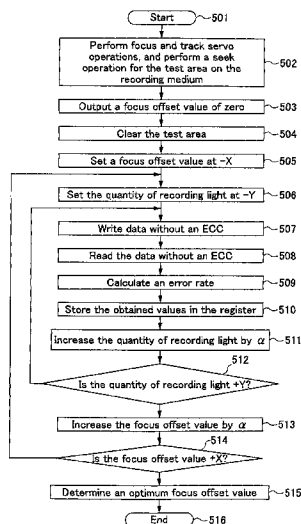 Start
501
Perform focus and track servo
operations, and perform a seek
operation for the test area on the
recording medium
502
Output a focus offset value of zero
503
Clear the test area
504
Set a focus offset value at -X
505
Set the quantity of recording light at -Y
506
Write data without an ECC
507
Read the data without an ECC
508
Calculate an error rate
509
Store the obtained values in the register
510
Increase the quantity of recording light by α
511
512
Is the quantity of recording light +Y?
Increase the focus offset value by α
513
514
Is the focus offset value +X?
Determine an optimum focus offset value
515
End
516